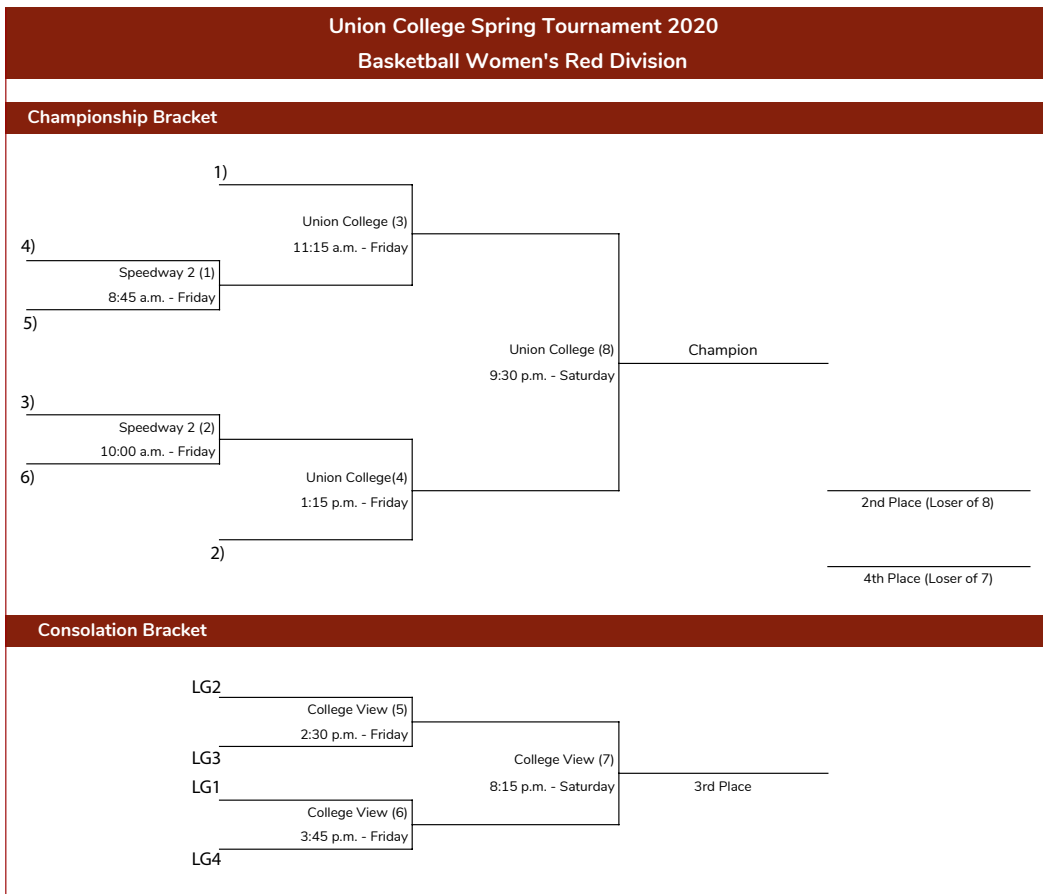 Union College Spring Tournament 2020
Basketball Women's Red Division
Championship Bracket
1)
Union College (3)
11:15 a.m. - Friday
4)
Speedway 2 (1)
8:45 a.m. - Friday
5)
Union College (8)
9:30 p.m. - Saturday
Champion
3)
Speedway 2 (2)
10:00 a.m. - Friday
6)
Union College(4)
1:15 p.m. - Friday
2)
2nd Place (Loser of 8)
4th Place (Loser of 7)
Consolation Bracket
LG2
College View (5)
2:30 p.m. - Friday
LG3
College View (7)
8:15 p.m. - Saturday
3rd Place
LG1
College View (6)
3:45 p.m. - Friday
LG4